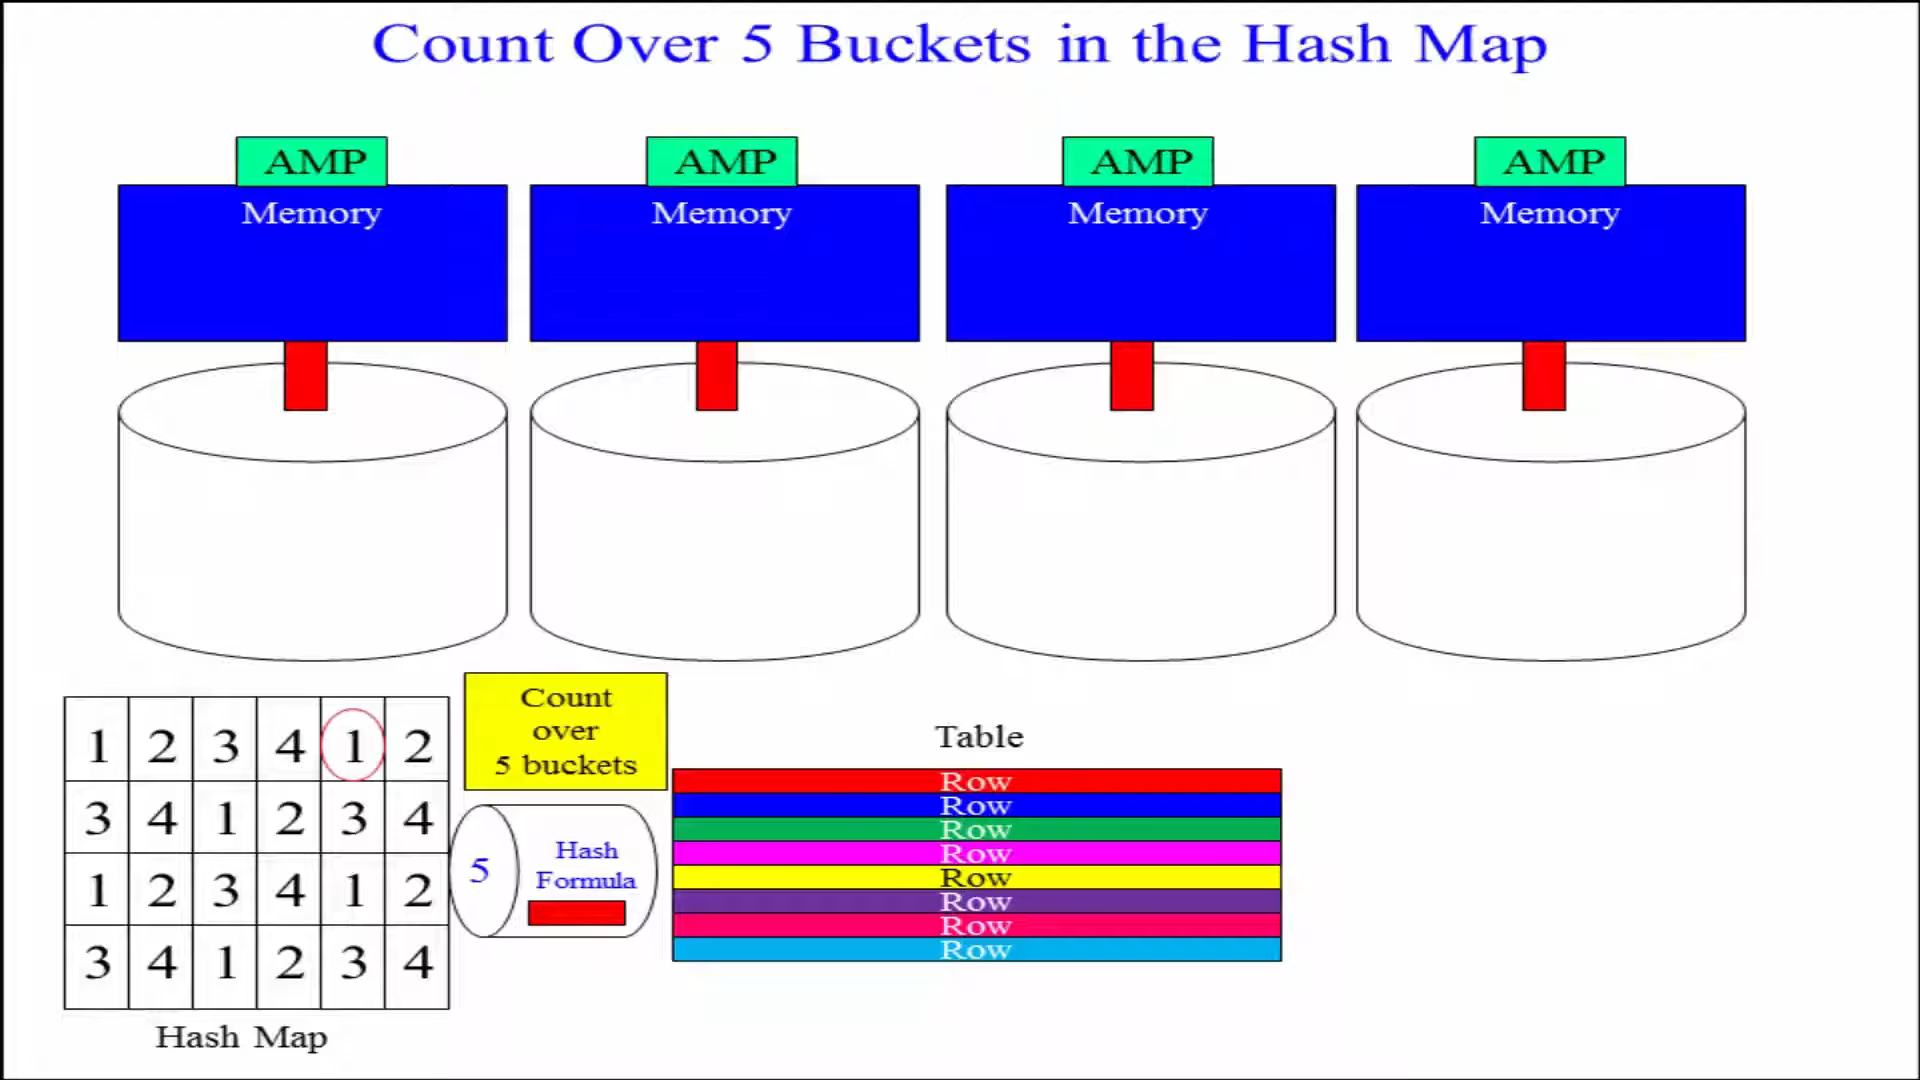 Count Over 5 Buckets in the Hash Map
AMP AMP AMP AMP
Memory Memory Memory Memory
1 2 3 4 1 2
3 4 1 2 3 4
1 2 3 4 1 2
3 4 1 2 3 4
Hash Map
Count
over
5 buckets
5
Hash
Formula
Table
Row
Row
Row
Row
Row
Row
Row
Row